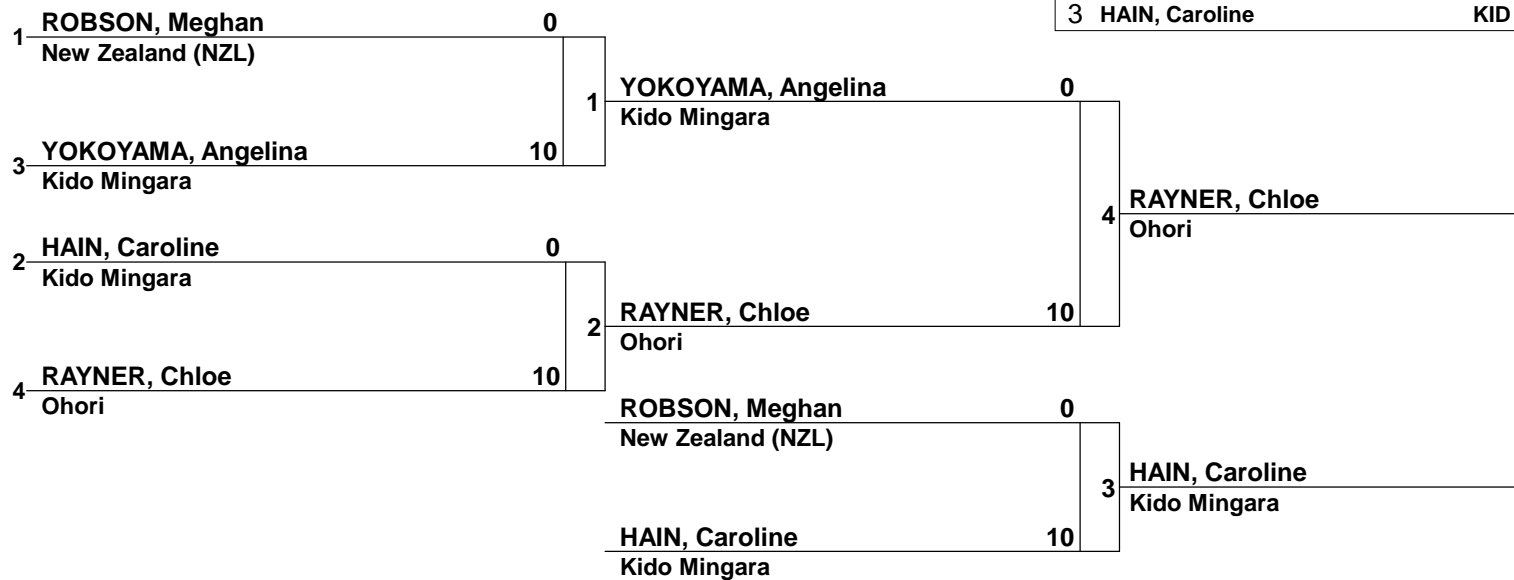 3 HAIN, Caroline KID
1 ROBSON, Meghan 0
New Zealand (NZL)
3 YOKOYAMA, Angelina 10
Kido Mingara
1 YOKOYAMA, Angelina 0
Kido Mingara
2 HAIN, Caroline 0
Kido Mingara
4 RAYNER, Chloe 10
Ohori
2 RAYNER, Chloe 10
Ohori
4 RAYNER, Chloe
Ohori
ROBSON, Meghan 0
New Zealand (NZL)
HAIN, Caroline 10
Kido Mingara
3 HAIN, Caroline
Kido Mingara